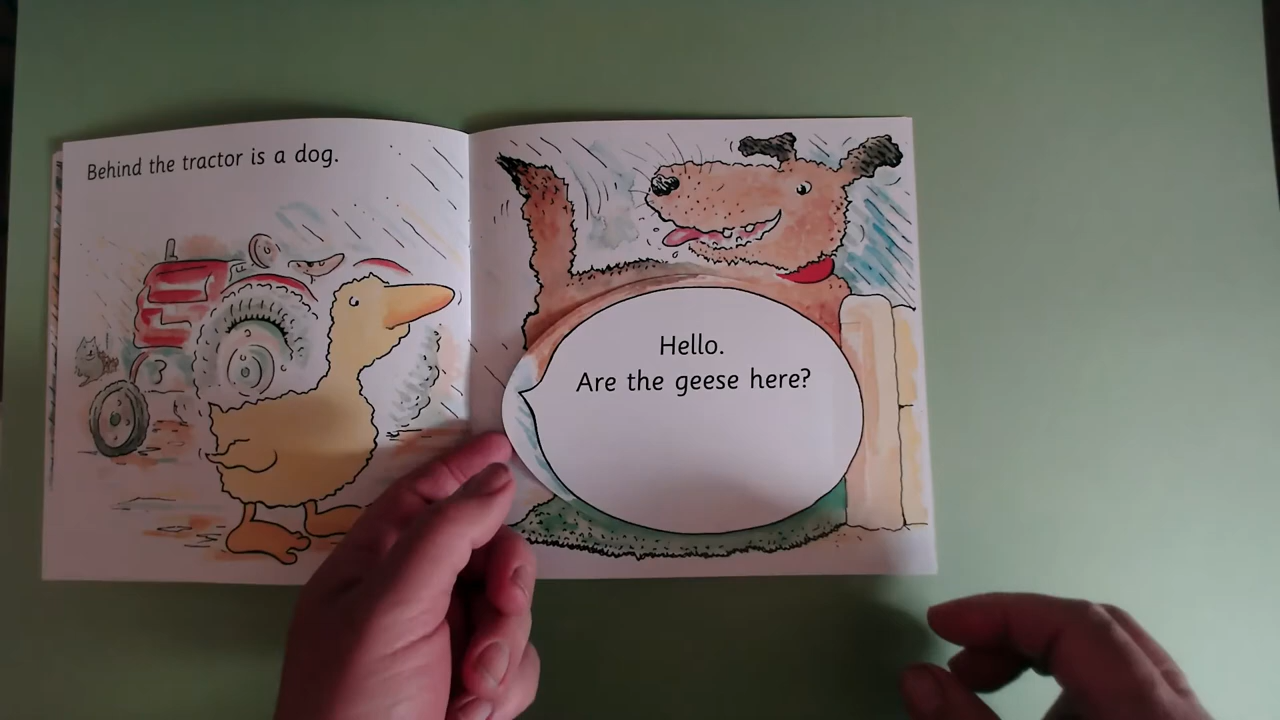 Behind the tractor is a dog.
Hello.
Are the geese here?